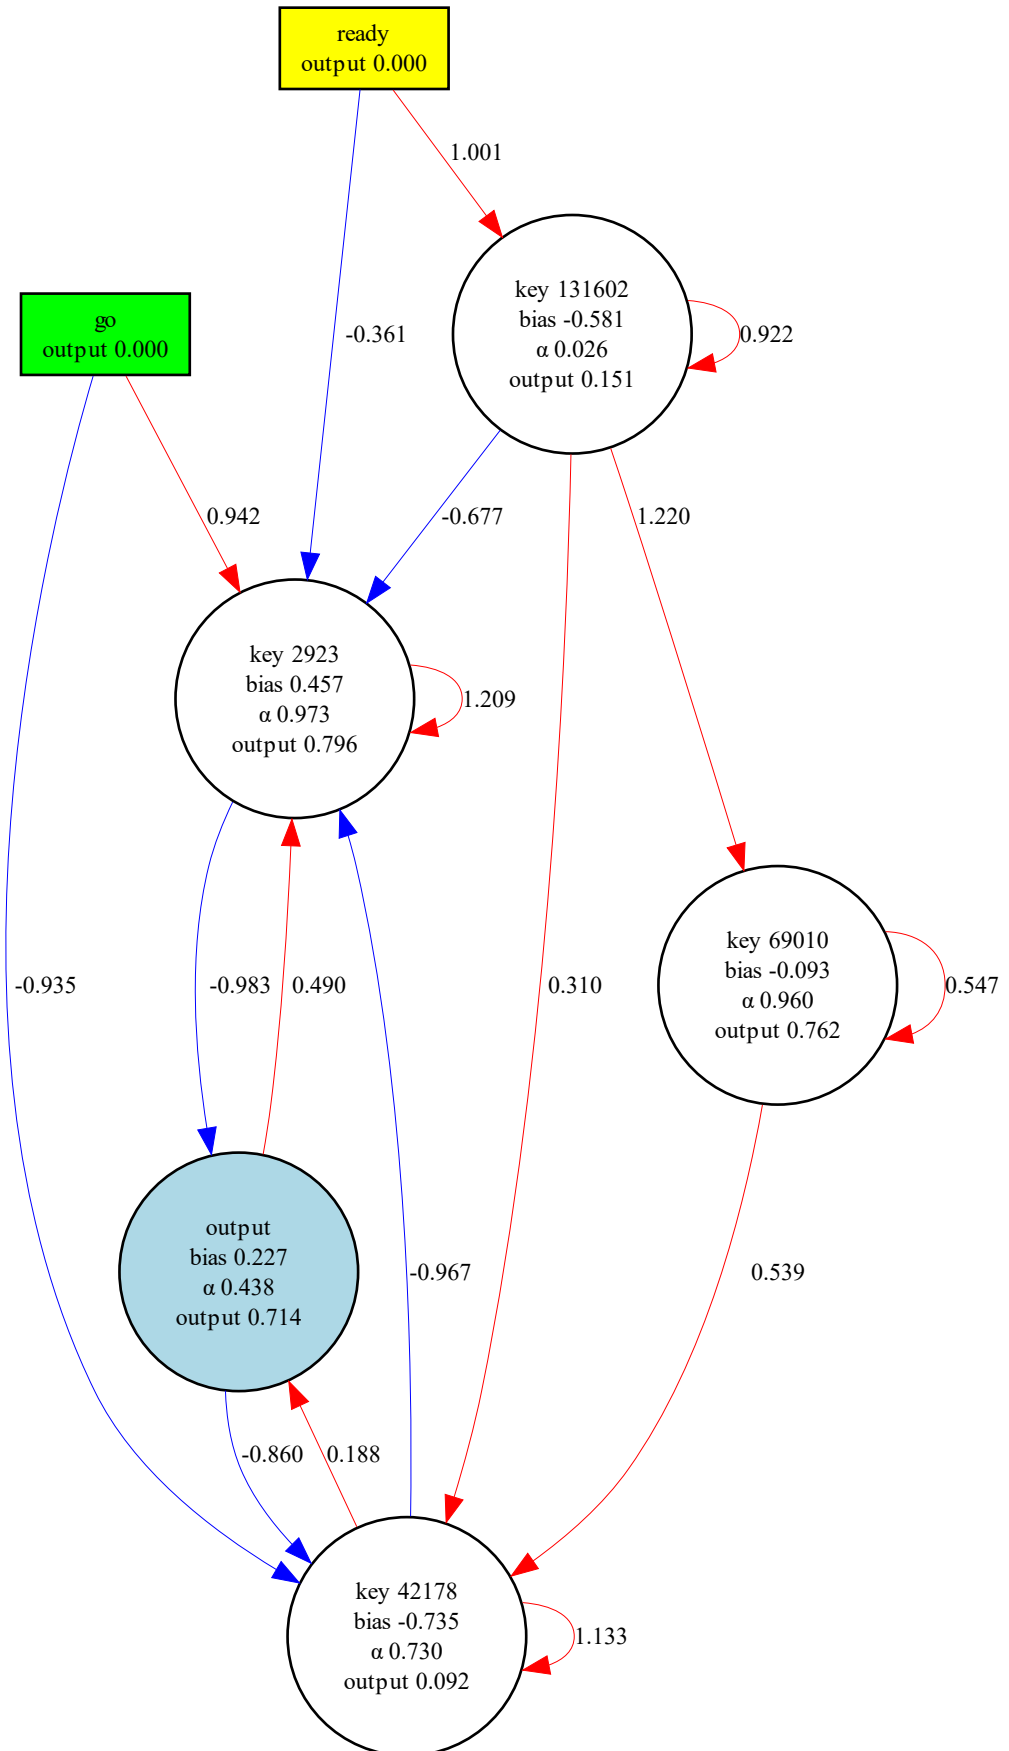 ready
output 0.000
1.001
key 131602
bias -0.581
α 0.026
output 0.151
0.922
-0.361
go
output 0.000
0.942
-0.677
1.220
key 2923
bias 0.457
α 0.973
output 0.796
1.209
key 69010
bias -0.093
α 0.960
output 0.762
0.547
-0.935
-0.983
0.490
0.310
output
bias 0.227
α 0.438
output 0.714
-0.967
0.539
-0.860
0.188
key 42178
bias -0.735
α 0.730
output 0.092
1.133